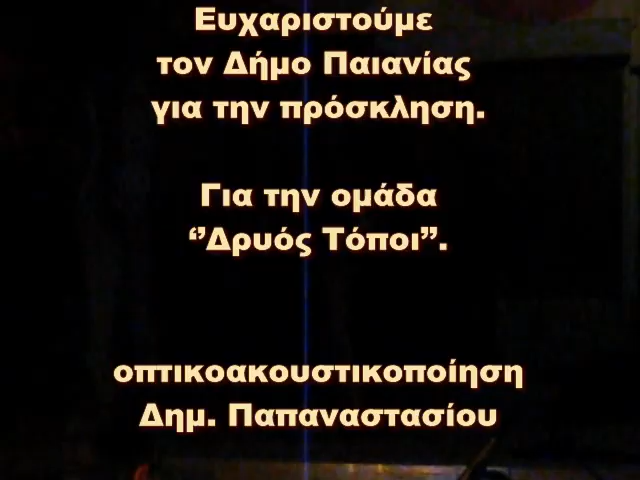 Ευχαριστούμε
τον Δήμο Παιανίας
για την πρόσκληση.
Για την ομάδα
‘’Δρυός Τόποι’’.
οπτικοακουστικοποίηση
Δημ. Παπαναστασίου